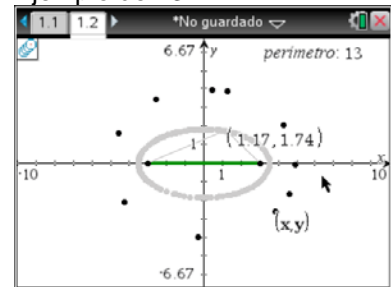 1.1 1.2 *No guardado
6.67 y perimetro: 13
1 (1.17,1.74)
x
-10 1 10
(x,y)
-6.67